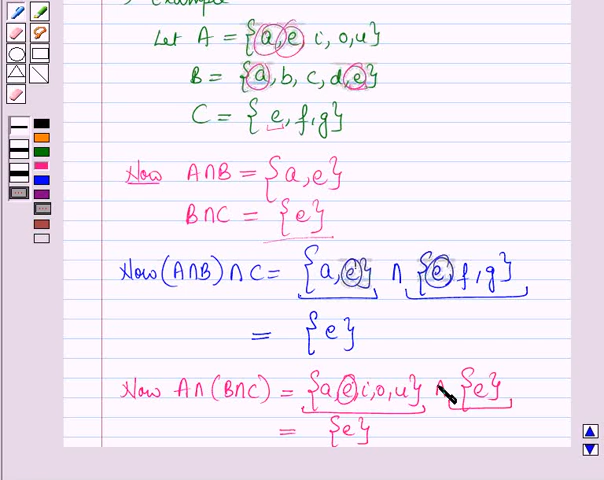 Example
Let A = {a, e, i, o, u}
B = {a, b, c, d, e}
C = {e, f, g}
Now A∩B = {a, e}
B∩C = {e}
Now (A∩B) ∩ C = {a, e} ∩ {e, f, g}
= {e}
Now A∩(B∩C) = {a, e, i, o, u} ∩ {e}
= {e}